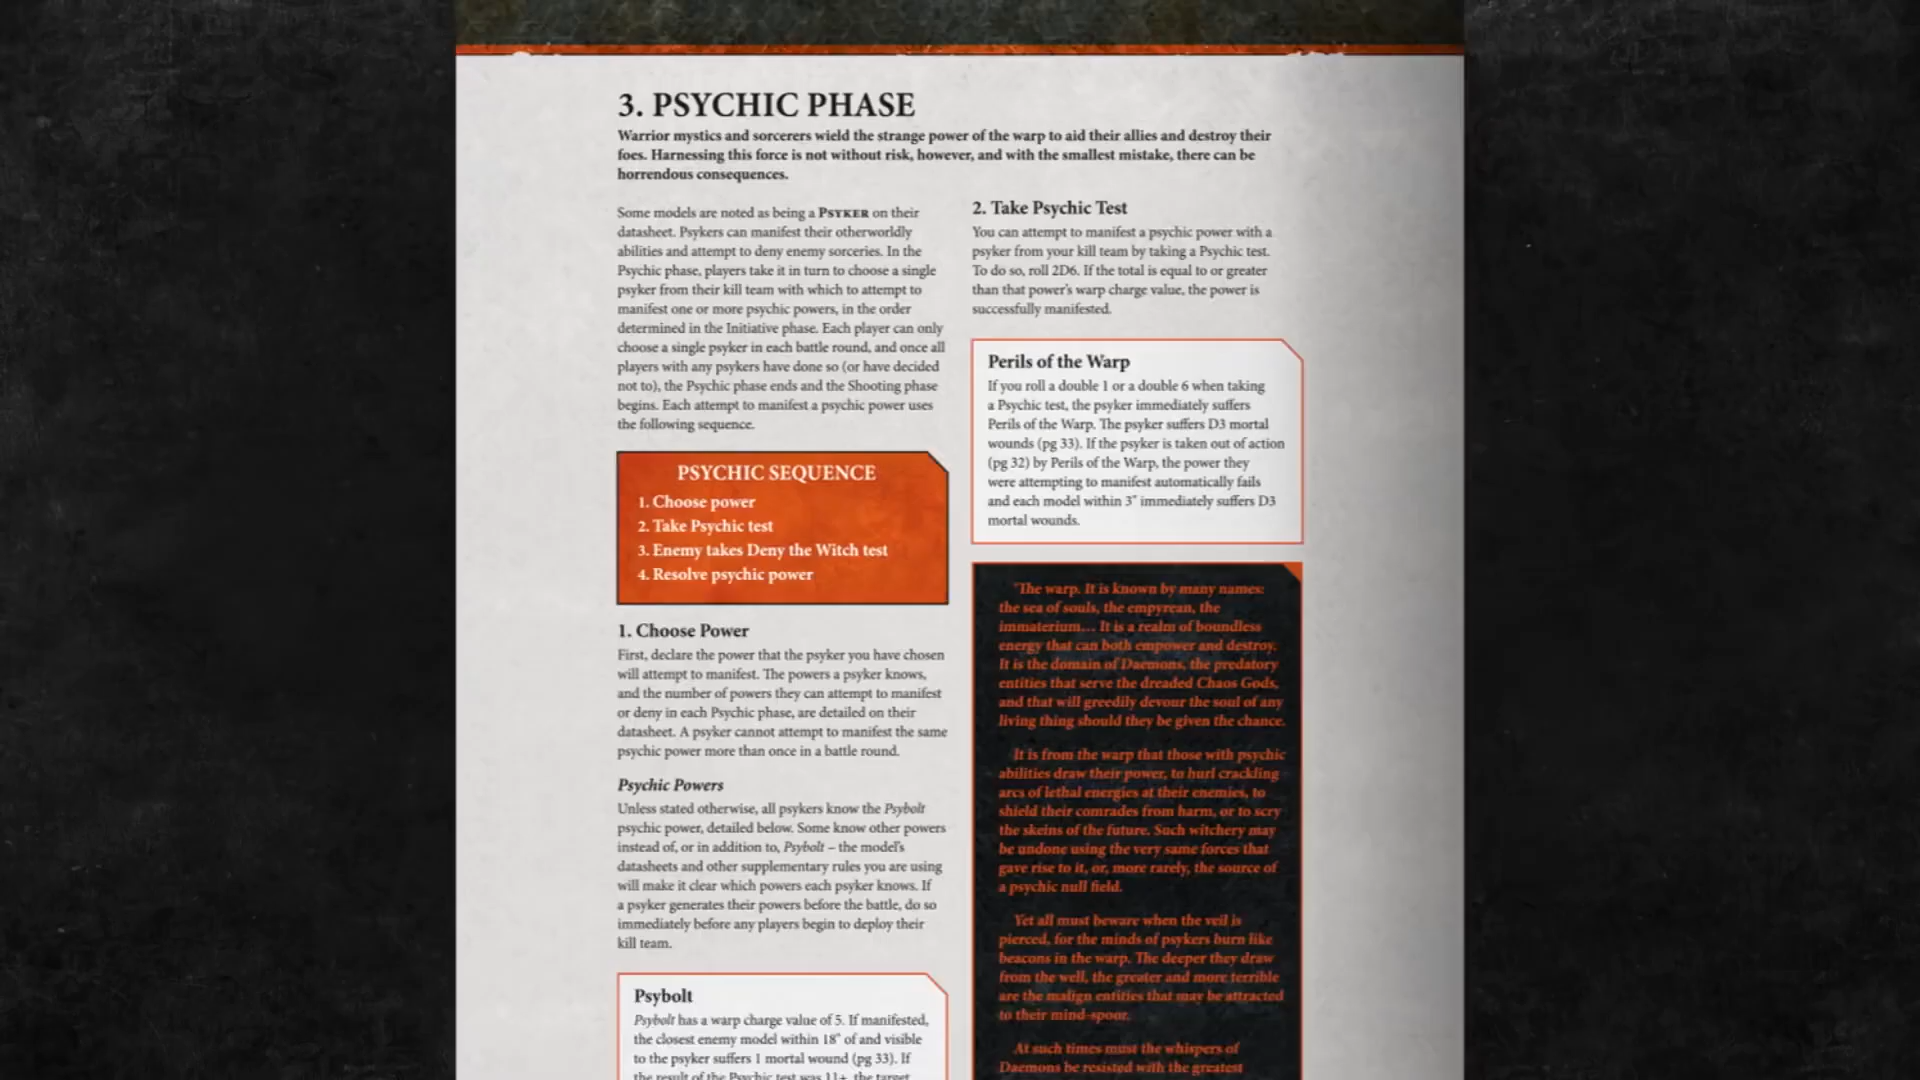 3. PSYCHIC PHASE
Warrior mystics and sorcerers wield the strange power of the warp to aid their allies and destroy their
foes. Harnessing this force is not without risk, however, and with the smallest mistake, there can be
horrendous consequences.
Some models are noted as being a PSYKER on their
datasheet. Psykers can manifest their otherworldly
abilities and attempt to deny enemy sorceries. In the
Psychic phase, players take it in turn to choose a single
psyker from their kill team with which to attempt to
manifest one or more psychic powers, in the order
determined in the Initiative phase. Each player can only
choose a single psyker in each battle round, and once all
players with any psykers have done so (or have decided
not to), the Psychic phase ends and the Shooting phase
begins. Each attempt to manifest a psychic power uses
the following sequence.
PSYCHIC SEQUENCE
1. Choose power
2. Take Psychic test
3. Enemy takes Deny the Witch test
4. Resolve psychic power
1. Choose Power
First, declare the power that the psyker you have chosen
will attempt to manifest. The powers a psyker knows,
and the number of powers they can attempt to manifest
or deny in each Psychic phase, are detailed on their
datasheet. A psyker cannot attempt to manifest the same
psychic power more than once in a battle round.
Psychic Powers
Unless stated otherwise, all psykers know the Psybolt
psychic power, detailed below. Some know other powers
instead of, or in addition to, Psybolt – the model's
datasheets and other supplementary rules you are using
will make it clear which powers each psyker knows. If
a psyker generates their powers before the battle, do so
immediately before any players begin to deploy their
kill team.
Psybolt
Psybolt has a warp charge value of 5. If manifested,
the closest enemy model within 18" of and visible
to the psyker suffers 1 mortal wound (pg 33). If
the result of the Psychic test was 11+, the target
2. Take Psychic Test
You can attempt to manifest a psychic power with a
psyker from your kill team by taking a Psychic test.
To do so, roll 2D6. If the total is equal to or greater
than that power's warp charge value, the power is
successfully manifested.
Perils of the Warp
If you roll a double 1 or a double 6 when taking
a Psychic test, the psyker immediately suffers
Perils of the Warp. The psyker suffers D3 mortal
wounds (pg 33). If the psyker is taken out of action
(pg 32) by Perils of the Warp, the power they
were attempting to manifest automatically fails
and each model within 3" immediately suffers D3
mortal wounds.
'The warp. It is known by many names:
the sea of souls, the empyrean, the
immaterium... It is a realm of boundless
energy that can both empower and destroy.
It is the domain of Daemons, the predatory
entities that serve the dreaded Chaos Gods,
and that will greedily devour the soul of any
living thing should they be given the chance.
It is from the warp that those with psychic
abilities draw their power, to hurl crackling
arcs of lethal energies at their enemies, to
shield their comrades from harm, or to scry
the skeins of the future. Such witchery may
be undone using the very same forces that
gave rise to it, or, more rarely, the source of
a psychic null field.
Yet all must beware when the veil is
pierced, for the minds of psykers burn like
beacons in the warp. The deeper they draw
from the well, the greater and more terrible
are the malign entities that may be attracted
to their mind-spoor.
At such times must the whispers of
Daemons be resisted with the greatest